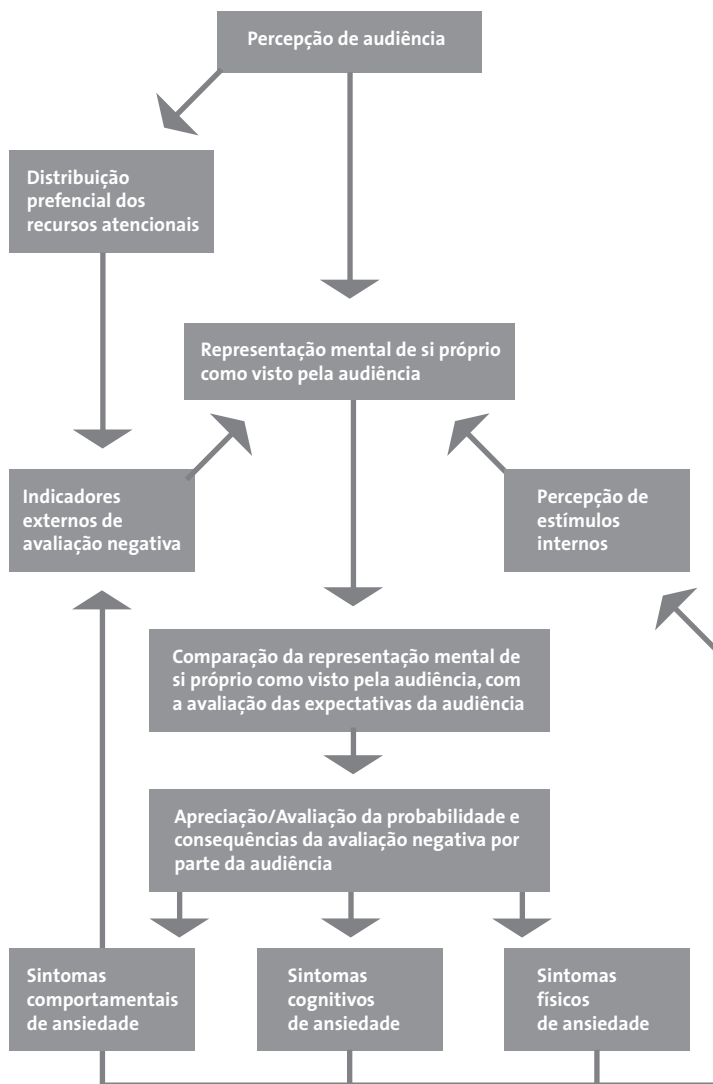 Percepção de audiência
Distribuição
prefencial dos
recursos atencionais
Representação mental de si próprio
como visto pela audiência
Indicadores
externos de
avaliação negativa
Percepção de
estímulos
internos
Comparação da representação mental de
si próprio como visto pela audiência, com
a avaliação das expectativas da audiência
Apreciação/Avaliação da probabilidade e
consequências da avaliação negativa por
parte da audiência
Sintomas
comportamentais
de ansiedade
Sintomas
cognitivos
de ansiedade
Sintomas
físicos
de ansiedade